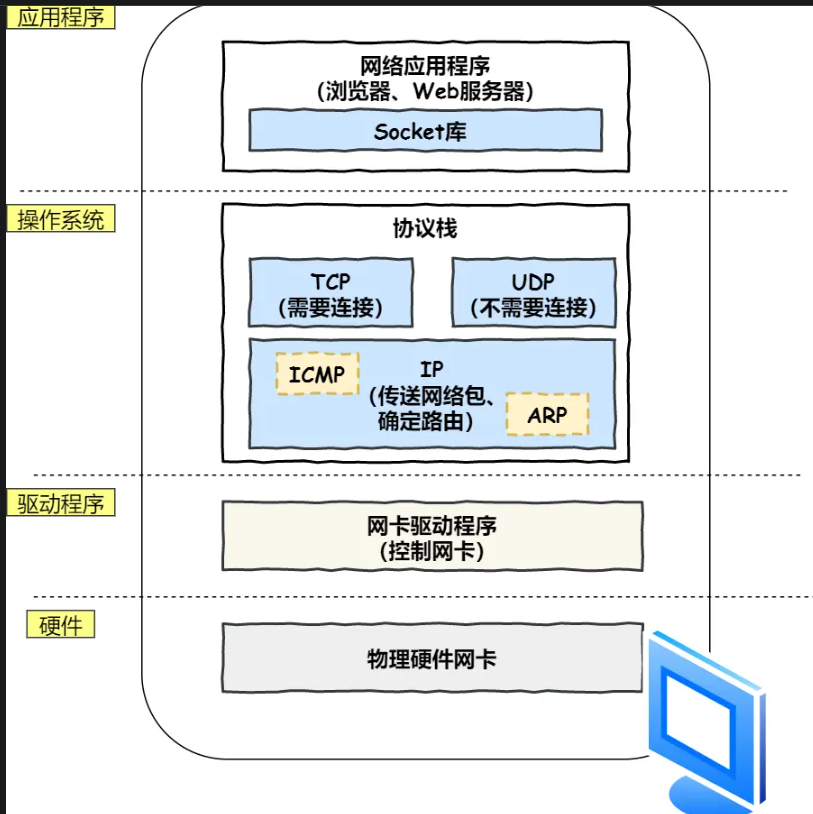 应用程序
网络应用程序
（浏览器、Web服务器）
Socket库
操作系统
协议栈
TCP
（需要连接）
UDP
（不需要连接）
ICMP
IP
（传送网络包、
确定路由）
ARP
驱动程序
网卡驱动程序
（控制网卡）
硬件
物理硬件网卡